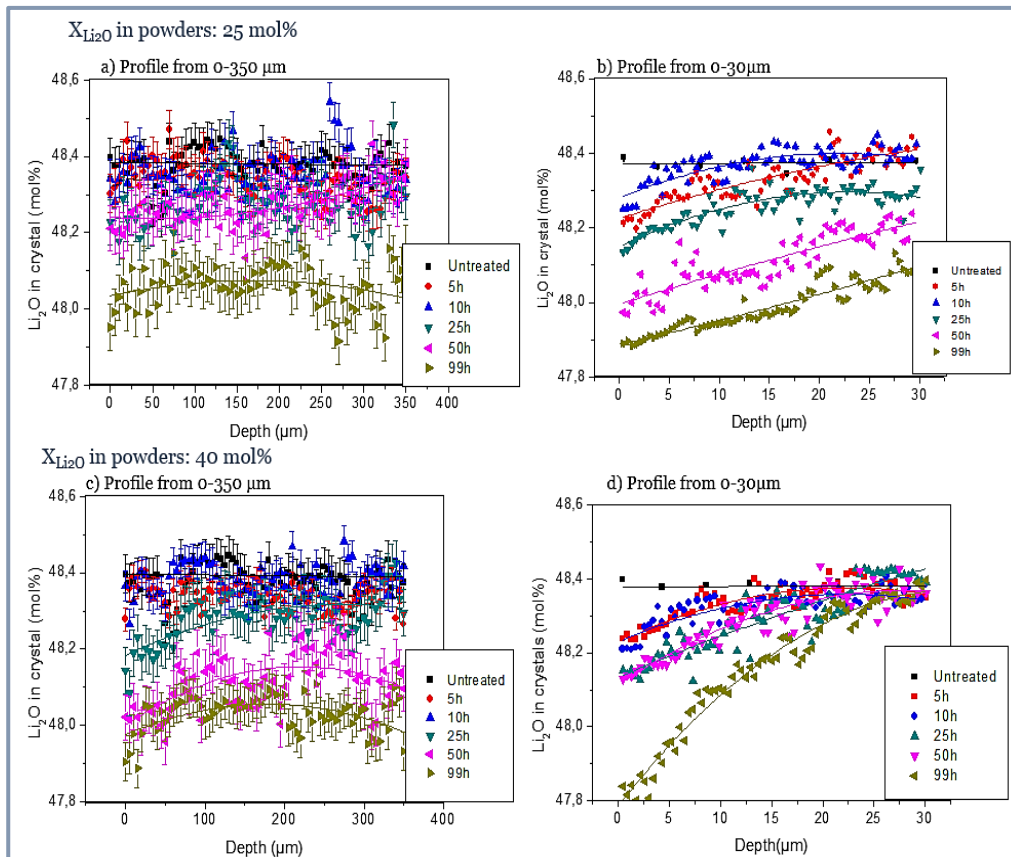 X Li₂O in powders: 25 mol%
a) Profile from 0-350 µm
48,6
48,4
48,2
48,0
47,8
Li₂O in crystal (mol%)
0 50 100 150 200 250 300 350 400
Depth (µm)
Untreated
5h
10h
25h
50h
99h
b) Profile from 0-30µm
48,6
48,4
48,2
48,0
47,8
Li₂O in crystal (mol%)
0 5 10 15 20 25 30
Depth (µm)
Untreated
5h
10h
25h
50h
99h
X Li₂O in powders: 40 mol%
c) Profile from 0-350 µm
48,6
48,4
48,2
48,0
47,8
Li₂O in crystal (mol%)
0 100 200 300 400
Depth (µm)
Untreated
5h
10h
25h
50h
99h
d) Profile from 0-30µm
48,6
48,4
48,2
48,0
47,8
Li₂O in crystals (mol%)
0 5 10 15 20 25 30
Depth(µm)
Untreated
5h
10h
25h
50h
99h